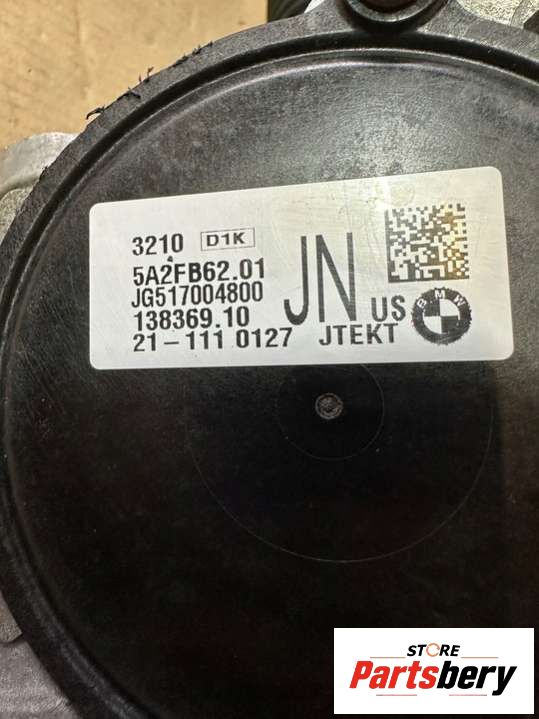 3210 D1K
5A2FB62.01
JG517004800
138369.10
21-111 0127
JN US
JTEKT
BMW
STORE
Partsbery